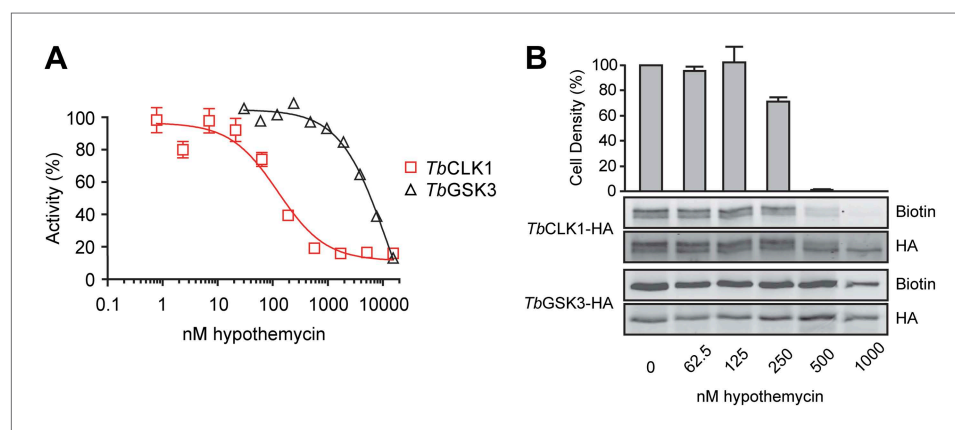 A
Activity (%)
100
80
60
40
20
0
0.1
1
10
100
1000
10000
nM hypothemycin
TbCLK1
TbGSK3
B
Cell Density (%)
100
80
60
40
20
0
TbCLK1-HA
Biotin
HA
TbGSK3-HA
Biotin
HA
0
62.5
125
250
500
1000
nM hypothemycin